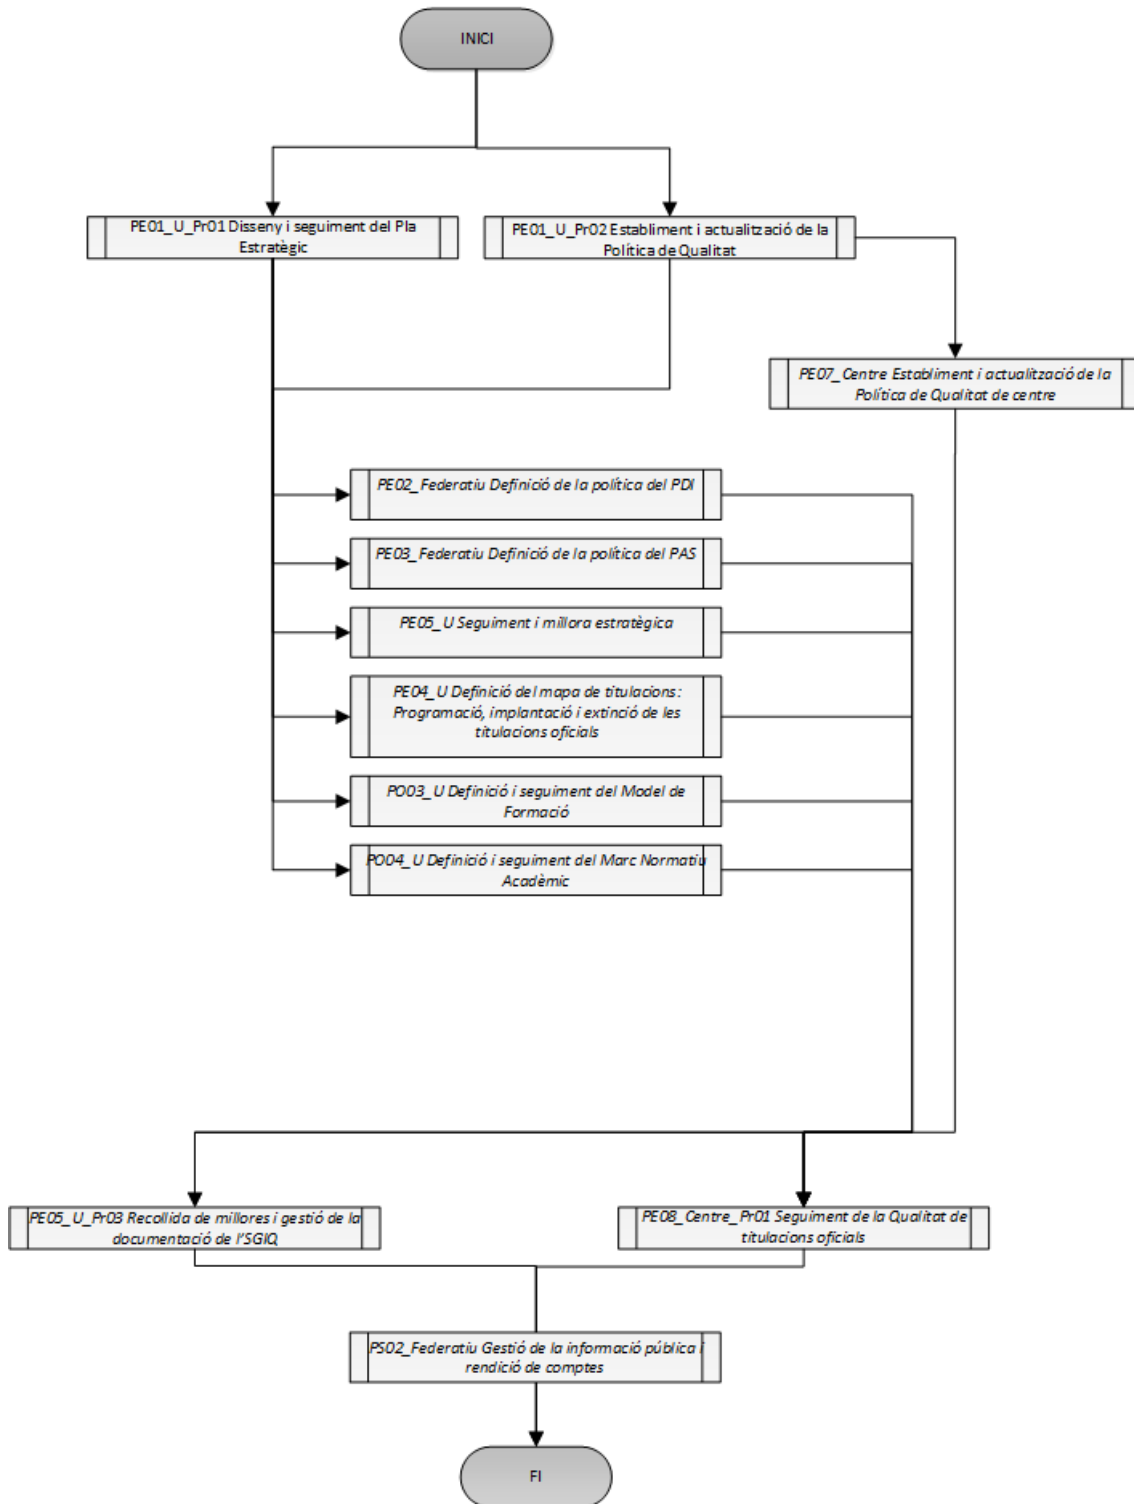 INICI
PE01_U_Pr01 Disseny i seguiment del Pla
Estratègic
PE01_U_Pr02 Establiment i actualització de la
Política de Qualitat
PE07_Centre Establiment i actualització de la
Política de Qualitat de centre
PE02_Federatiu Definició de la política del PDI
PE03_Federatiu Definició de la política del PAS
PE05_U Seguiment i millora estratègica
PE04_U Definició del mapa de titulacions:
Programació, implantació i extinció de les
titulacions oficials
PO03_U Definició i seguiment del Model de
Formació
PO04_U Definició i seguiment del Marc Normatiu
Acadèmic
PE05_U_Pr03 Recollida de millores i gestió de la
documentació de l'SGIQ
PE08_Centre_Pr01 Seguiment de la Qualitat de
titulacions oficials
PS02_Federatiu Gestió de la informació pública i
rendició de comptes
FI